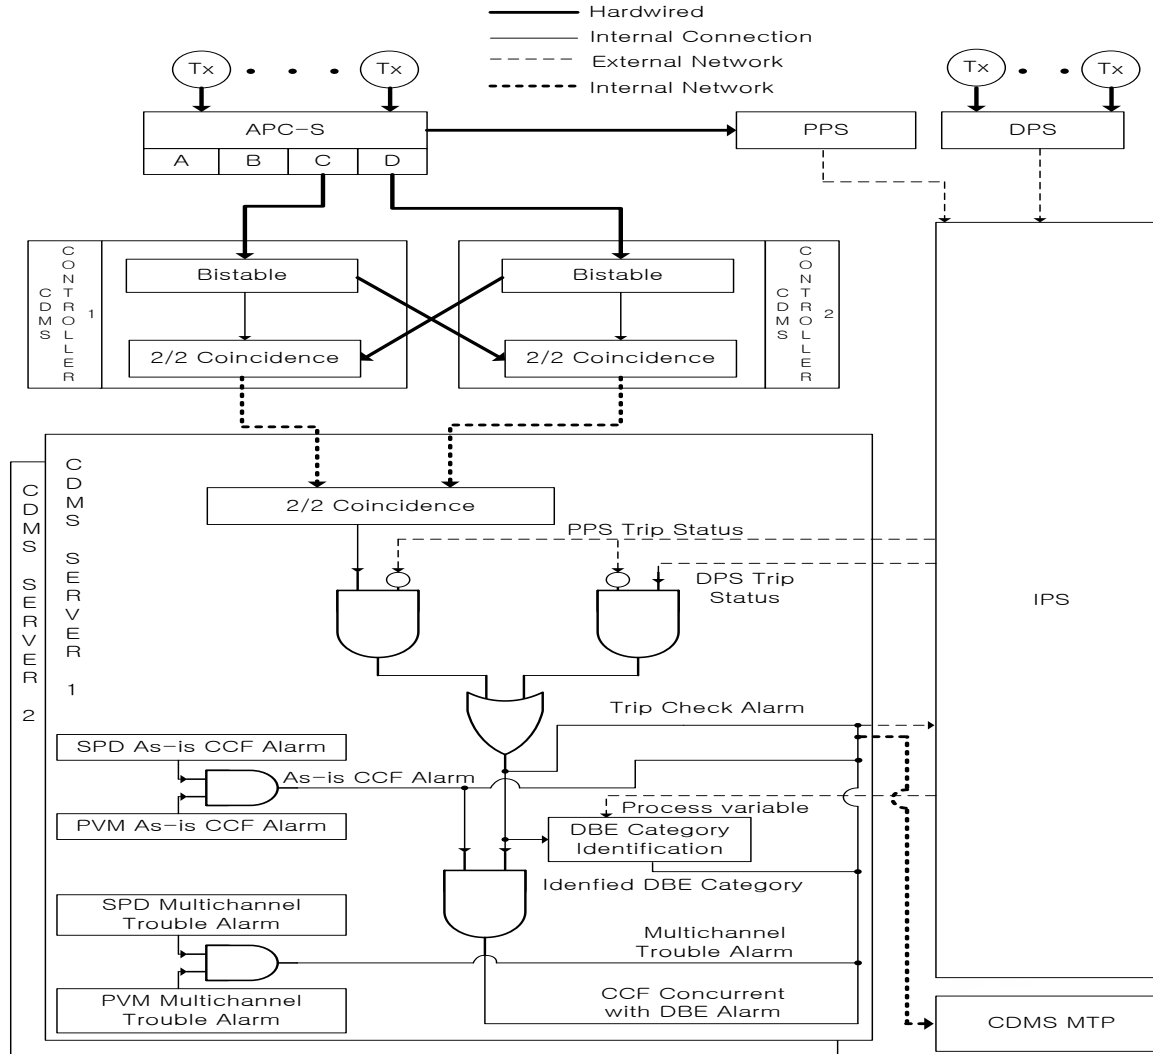 Hardwired
Internal Connection
External Network
Internal Network
Tx
Tx
Tx
Tx
APC-S
A
B
C
D
PPS
DPS
CDMS
CONTROLLER
1
Bistable
2/2 Coincidence
Bistable
2/2 Coincidence
CDMS
CONTROLLER
2
CDMS SERVER 2
CDMS SERVER 1
2/2 Coincidence
PPS Trip Status
DPS Trip
Status
IPS
Trip Check Alarm
SPD As-is CCF Alarm
As-is CCF Alarm
PVM As-is CCF Alarm
Process variable
DBE Category
Identification
Idenfied DBE Category
SPD Multichannel
Trouble Alarm
Multichannel
Trouble Alarm
PVM Multichannel
Trouble Alarm
CCF Concurrent
with DBE Alarm
CDMS MTP